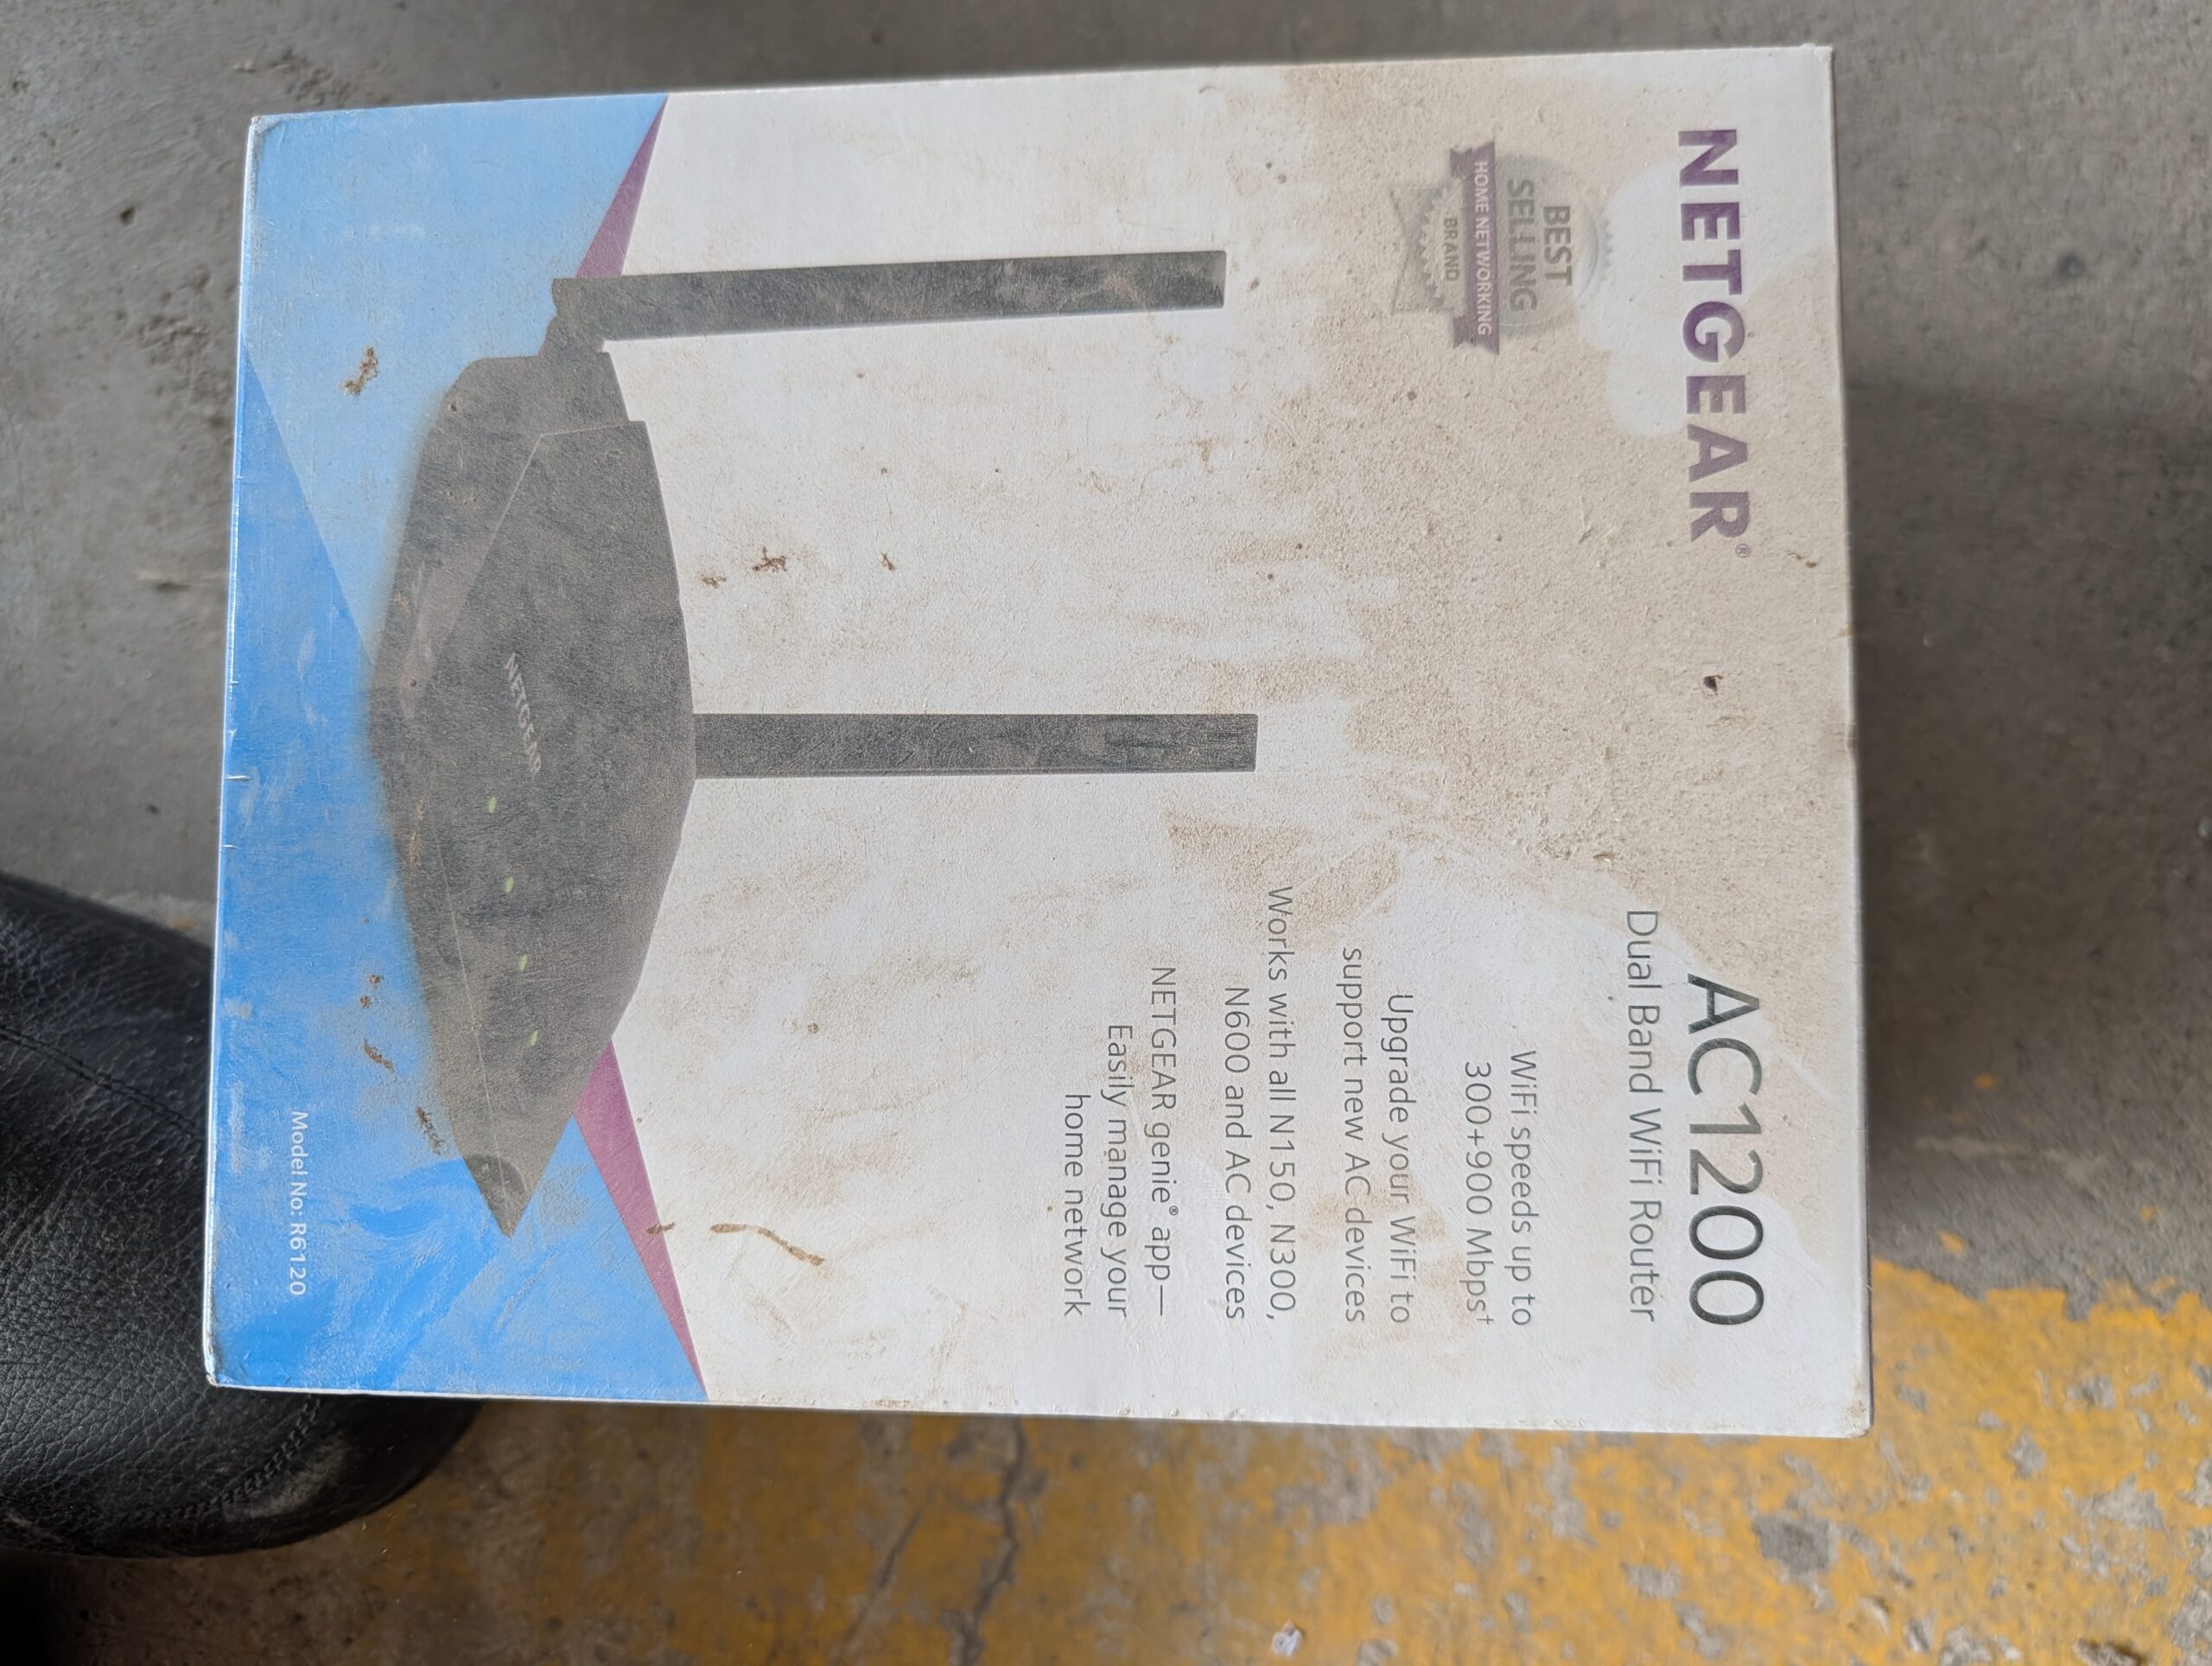 NETGEAR®
AC1200
Dual Band WiFi Router
BEST
SELLING
HOME NETWORKING
BRAND
WiFi speeds up to
300+900 Mbps†
Upgrade your WiFi to
support new AC devices
Works with all N150, N300,
N600 and AC devices
NETGEAR genie® app—
Easily manage your
home network
NETGEAR
Model No: R6120